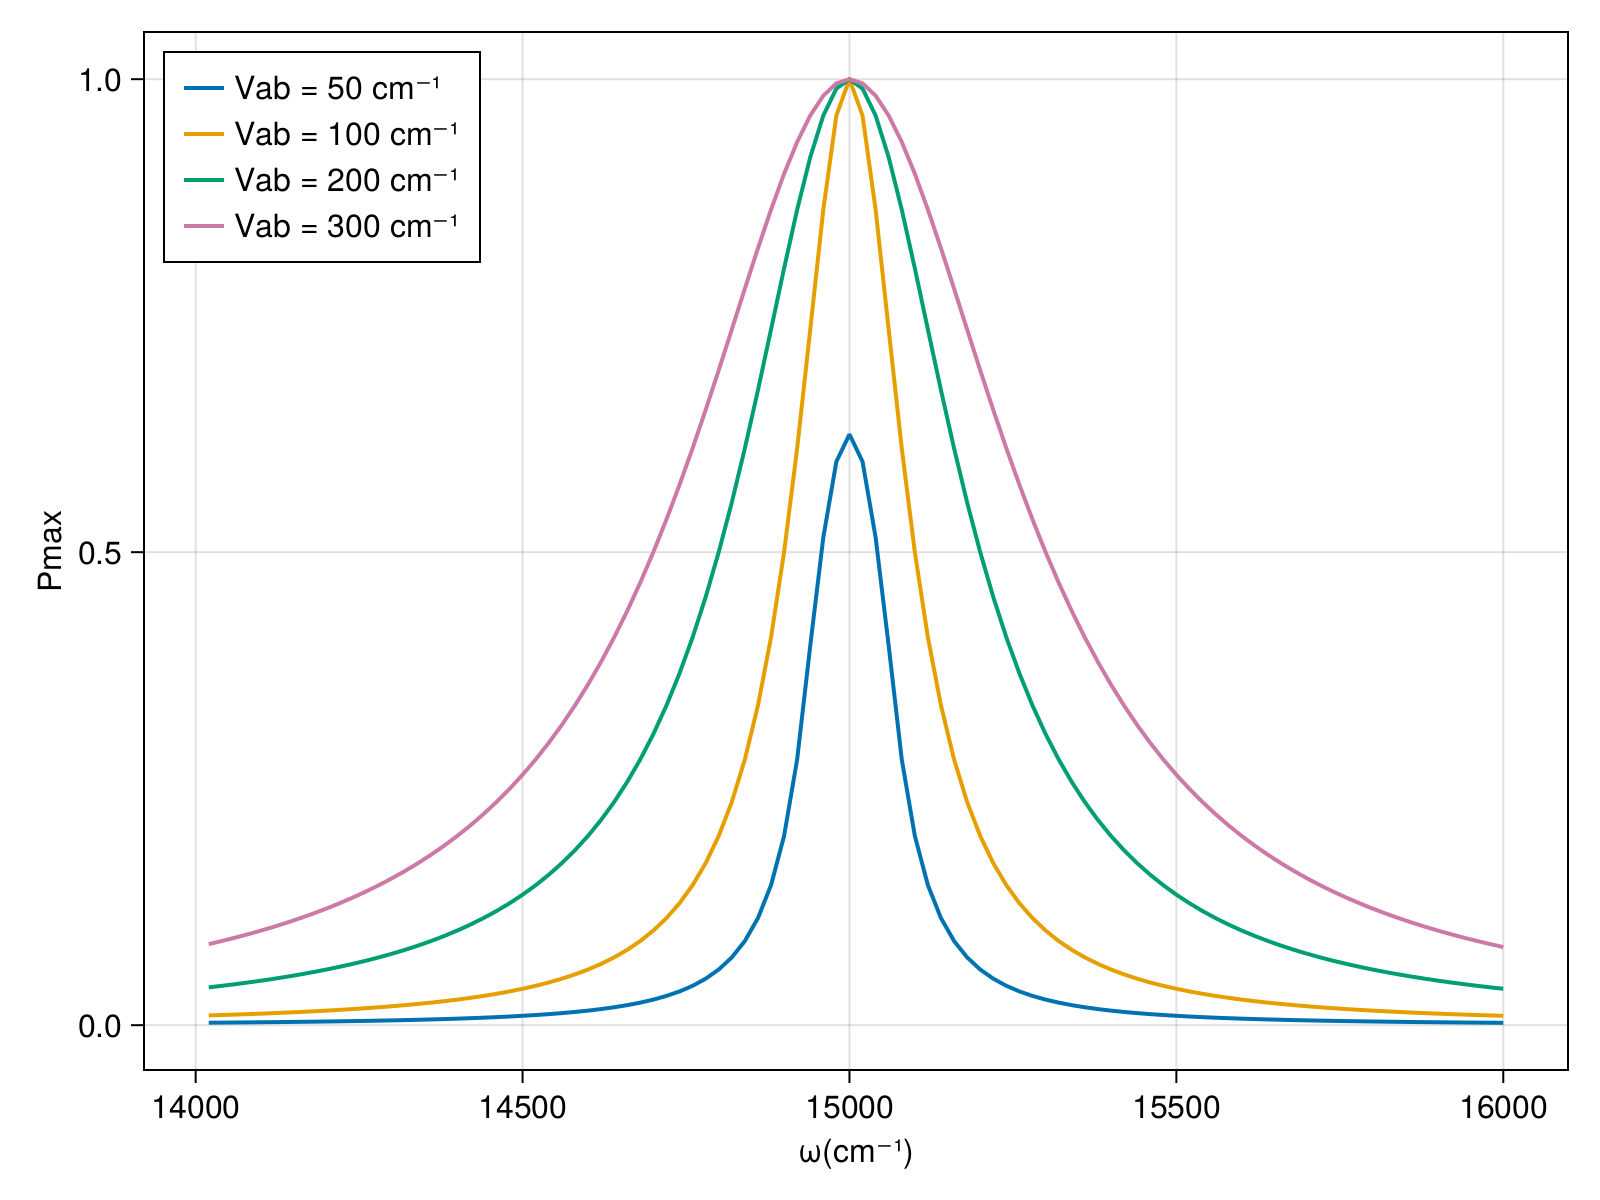 Vab = 50 cm⁻¹
Vab = 100 cm⁻¹
Vab = 200 cm⁻¹
Vab = 300 cm⁻¹
1.0
0.5
0.0
Pmax
14000 14500 15000 15500 16000
ω(cm⁻¹)